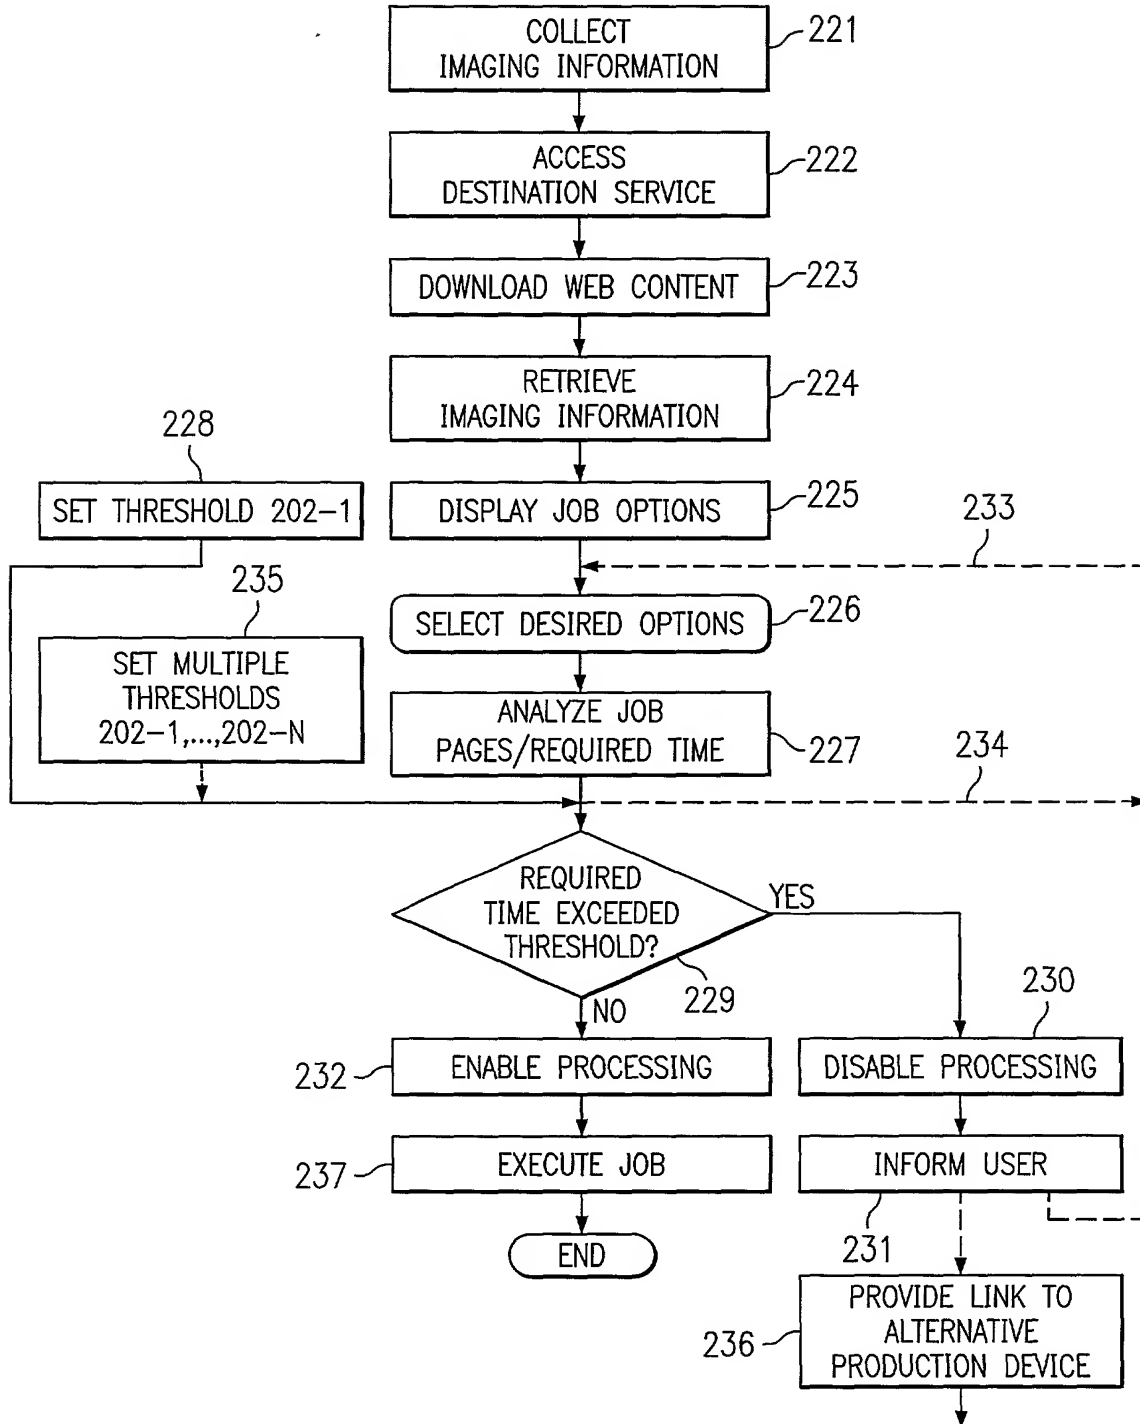 COLLECT
IMAGING INFORMATION
221
ACCESS
DESTINATION SERVICE
222
DOWNLOAD WEB CONTENT
223
RETRIEVE
IMAGING INFORMATION
224
228
SET THRESHOLD 202-1
DISPLAY JOB OPTIONS
225
233
235
SELECT DESIRED OPTIONS
226
SET MULTIPLE
THRESHOLDS
202-1,...,202-N
ANALYZE JOB
PAGES/REQUIRED TIME
227
234
REQUIRED
TIME EXCEEDED
THRESHOLD?
YES
229
NO
230
232
ENABLE PROCESSING
DISABLE PROCESSING
237
EXECUTE JOB
INFORM USER
231
END
236
PROVIDE LINK TO
ALTERNATIVE
PRODUCTION DEVICE